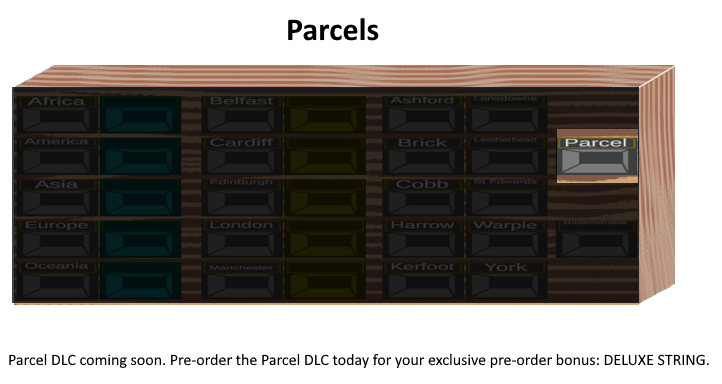 Parcels
Africa Belfast Ashford Lansdowne
America Cardiff Brick Leatherhead Parcel
Asia Edinburgh Cobb St Edwards
Europe London Harrow Warple Undeliverable
Oceania Manchester Kerfoot York
Parcel DLC coming soon. Pre-order the Parcel DLC today for your exclusive pre-order bonus: DELUXE STRING.